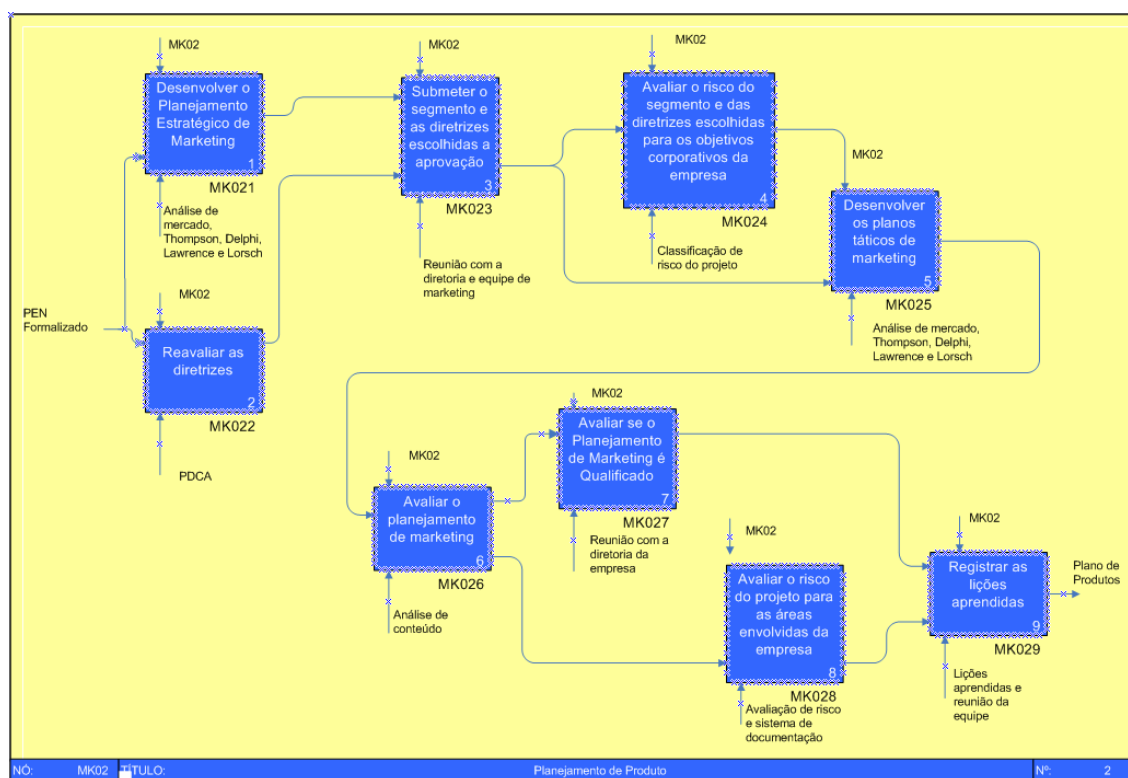 MK02
Desenvolver o
Planejamento
Estratégico de
Marketing
1
MK021
Análise de
mercado,
Thompson, Delphi,
Lawrence e Lorsch
MK02
Submeter o
segmento e
as diretrizes
escolhidas a
aprovação
3
MK023
Reunião com a
diretoria e equipe de
marketing
MK02
Avaliar o risco do
segmento e das
diretrizes escolhidas
para os objetivos
corporativos da
empresa
4
MK024
Classificação de
risco do projeto
MK02
Desenvolver
os planos
táticos de
marketing
5
MK025
Análise de mercado,
Thompson, Delphi,
Lawrence e Lorsch
PEN
Formalizado
MK02
Reavaliar as
diretrizes
2
MK022
PDCA
MK02
Avaliar o
planejamento
de marketing
6
MK026
Análise de
conteúdo
MK02
Avaliar se o
Planejamento
de Marketing é
Qualificado
7
MK027
Reunião com a
diretoria da
empresa
MK02
Avaliar o risco
do projeto para
as áreas
envolvidas da
empresa
8
MK028
Avaliação de risco
e sistema de
documentação
MK02
Registrar as
lições
aprendidas
9
MK029
Lições
aprendidas e
reunião da
equipe
Plano de
Produtos
NÓ: MK02 TÍTULO: Planejamento de Produto Nº: 2